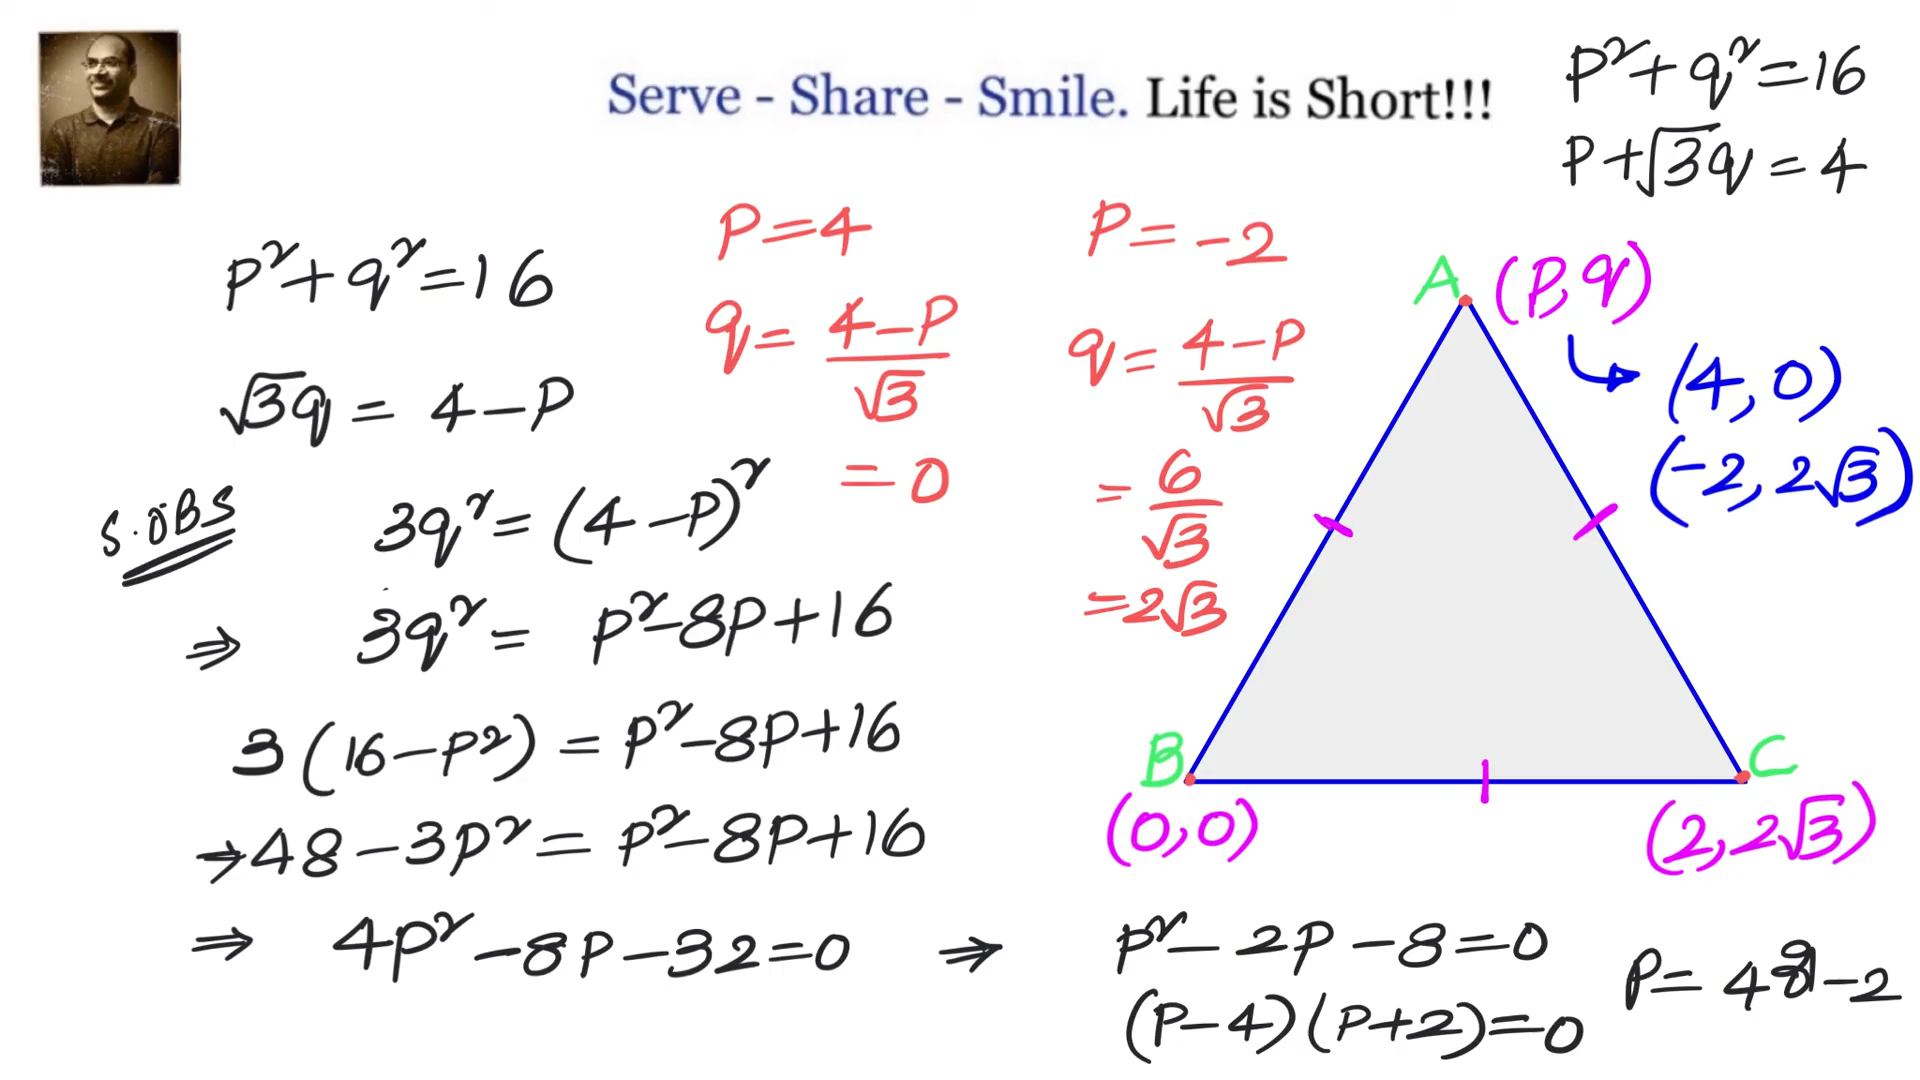 Serve - Share - Smile. Life is Short!!!
p²+q²=16
p+√3q=4
p²+q²=16
√3q = 4-p
S.O.B.S
3q²=(4-p)²
⇒ 3q²= p²-8p+16
3(16-p²) = p²-8p+16
⇒48-3p²= p²-8p+16
⇒ 4p²-8p-32=0 ⇒
p²-2p-8=0
(p-4)(p+2)=0
p= 4 & -2
p=4
q= 4-p/√3
=0
p=-2
q= 4-p/√3
= 6/√3
=2√3
A (p,q)
(4,0)
(-2,2√3)
B
(0,0)
C
(2,2√3)